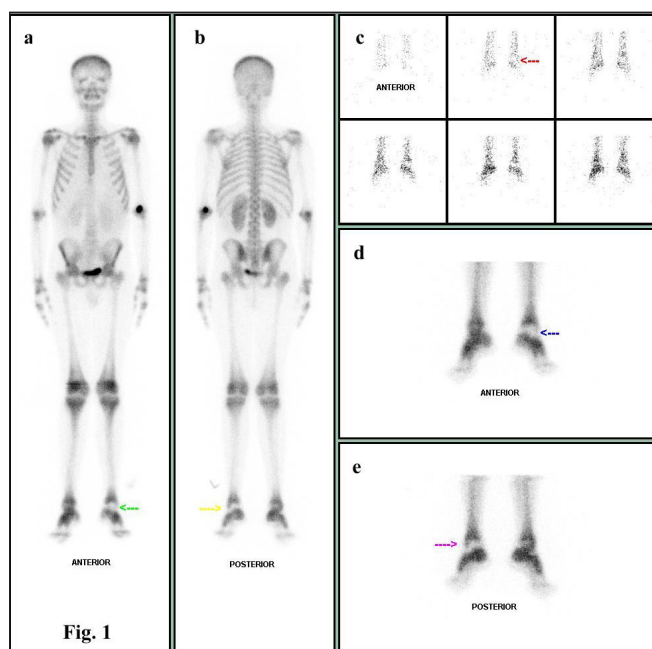 a
b
c
ANTERIOR
d
ANTERIOR
e
POSTERIOR
ANTERIOR
POSTERIOR
Fig. 1